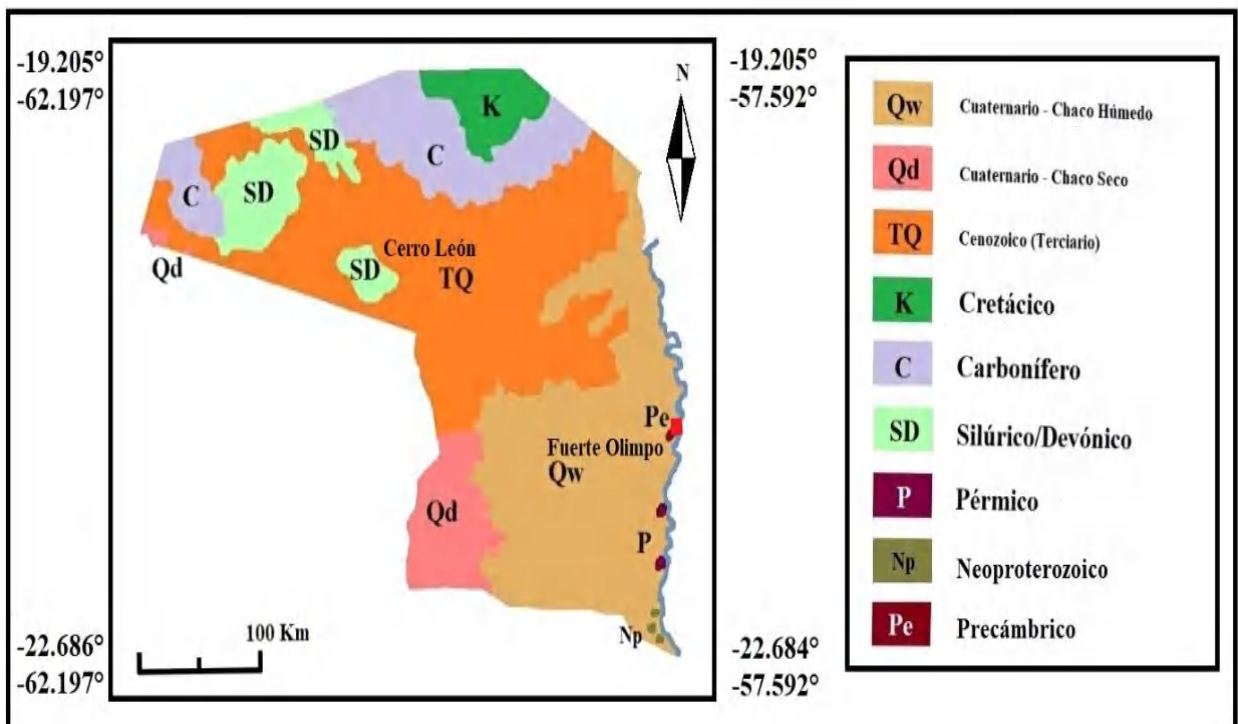 -19.205°
-62.197°
-19.205°
-57.592°
N
K
SD
C
C
SD
Cerro León
SD
TQ
Qd
Pe
Fuerte Olimpo
Qw
Qd
P
Np
100 Km
-22.686°
-62.197°
-22.684°
-57.592°
Qw Cuaternario - Chaco Húmedo
Qd Cuaternario - Chaco Seco
TQ Cenozoico (Terciario)
K Cretácico
C Carbonífero
SD Silúrico/Devónico
P Pérmico
Np Neoproterozoico
Pe Precámbrico